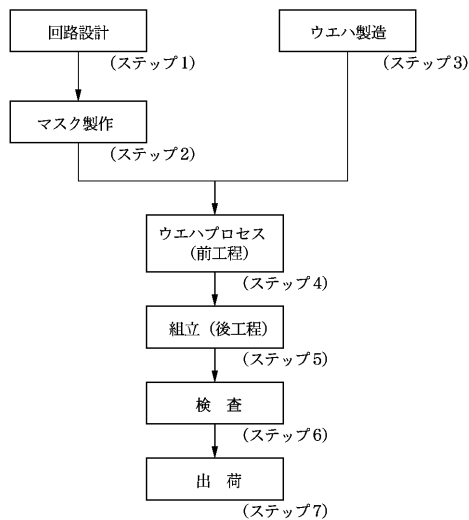 回路設計
(ステップ1)
ウエハ製造
(ステップ3)
マスク製作
(ステップ2)
ウエハプロセス
(前工程)
(ステップ4)
組立(後工程)
(ステップ5)
検 査
(ステップ6)
出 荷
(ステップ7)